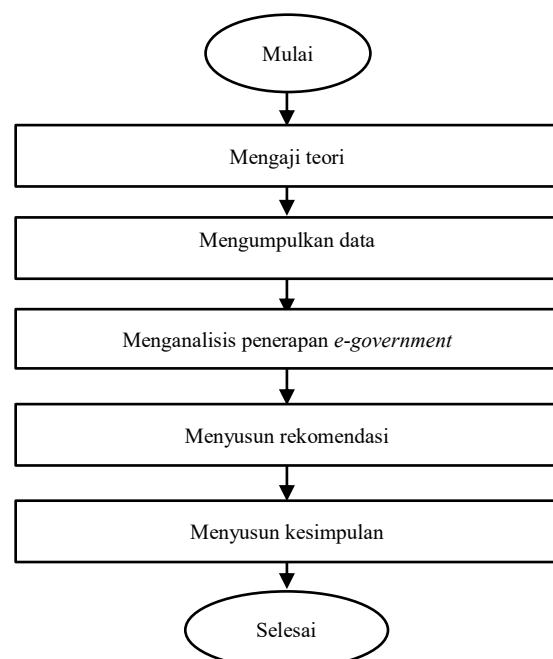 Mulai
Mengaji teori
Mengumpulkan data
Menganalisis penerapan e-government
Menyusun rekomendasi
Menyusun kesimpulan
Selesai